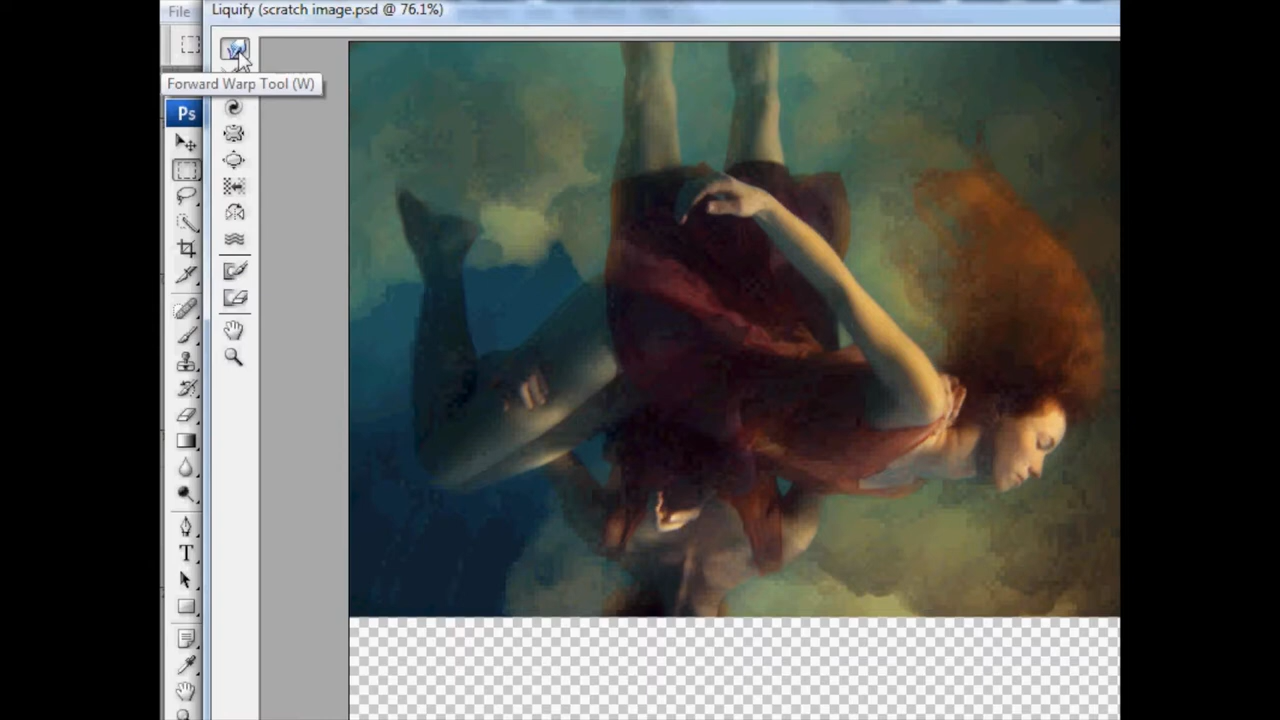 Liquify (scratch image.psd @ 76.1%)
File
Forward Warp Tool (W)
Ps
T